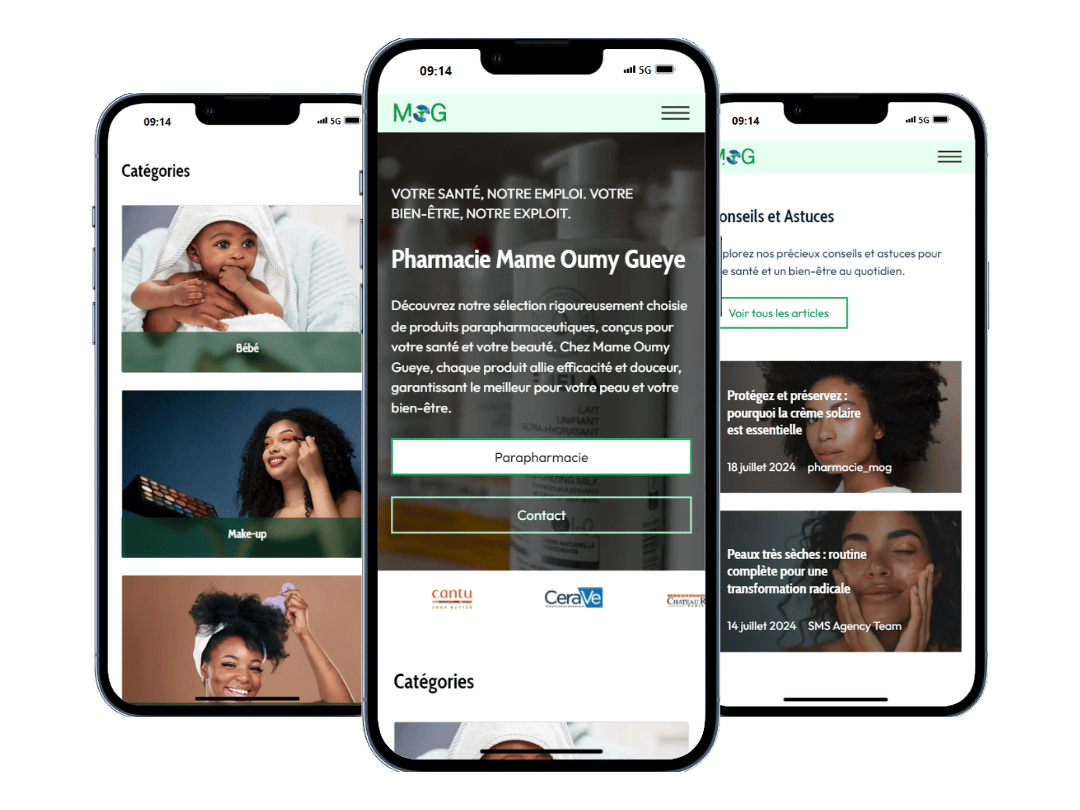 09:14
5G
Catégories
Bébé
Make-up
09:14
5G
MOG
VOTRE SANTÉ, NOTRE EMPLOI. VOTRE
BIEN-ÊTRE, NOTRE EXPLOIT.
Pharmacie Mame Oumy Gueye
Découvrez notre sélection rigoureusement choisie
de produits parapharmaceutiques, conçus pour
votre santé et votre beauté. Chez Mame Oumy
Gueye, chaque produit allie efficacité et douceur,
garantissant le meilleur pour votre peau et votre
bien-être.
LAIT
UNIFIANT
ULTRA-HYDRATANT
Parapharmacie
Contact
cantu
SHEA BUTTER
CeraVe
CHATEAU R
Catégories
09:14
5G
MOG
onseils et Astuces
plorez nos précieux conseils et astuces pour
e santé et un bien-être au quotidien.
Voir tous les articles
Protégez et préservez :
pourquoi la crème solaire
est essentielle
18 juillet 2024 pharmacie_mog
Peaux très sèches : routine
complète pour une
transformation radicale
14 juillet 2024 SMS Agency Team